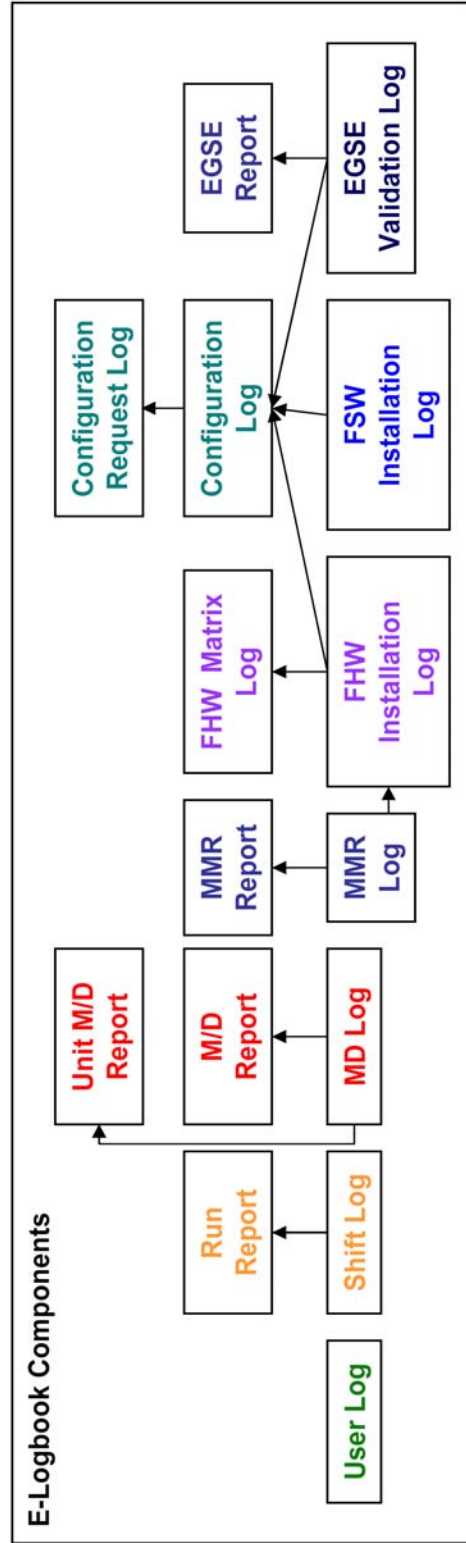 E-Logbook Components
Unit M/D
Report
Configuration
Request Log
Run
Report
M/D
Report
MMR
Report
FHW Matrix
Log
Configuration
Log
EGSE
Report
User Log
Shift Log
MD Log
MMR
Log
FHW
Installation
Log
FSW
Installation
Log
EGSE
Validation Log